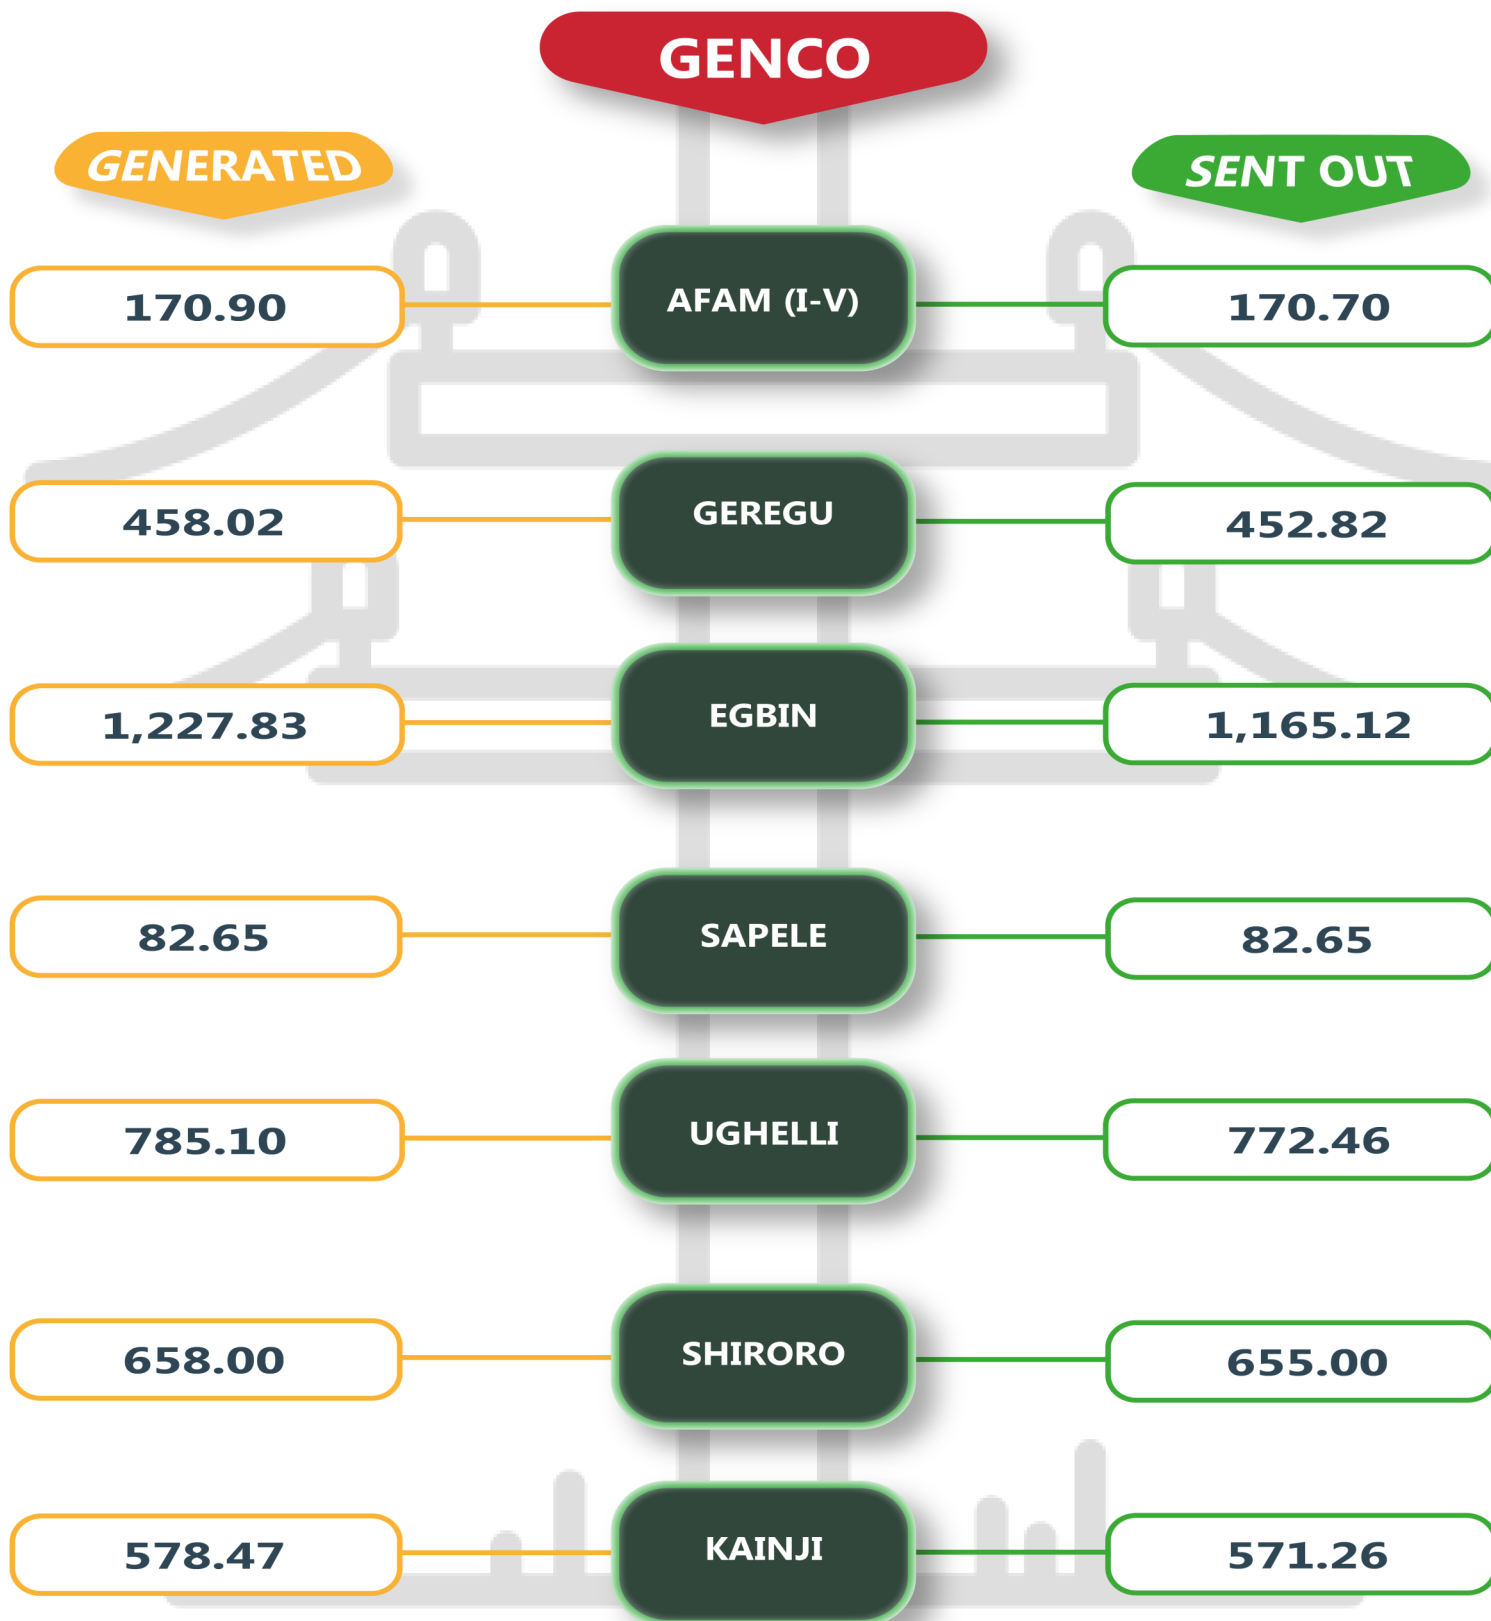 GENCO
GENERATED
SENT OUT
170.90
AFAM (I-V)
170.70
458.02
GEREGU
452.82
1,227.83
EGBIN
1,165.12
82.65
SAPELE
82.65
785.10
UGHELLI
772.46
658.00
SHIRORO
655.00
578.47
KAINJI
571.26